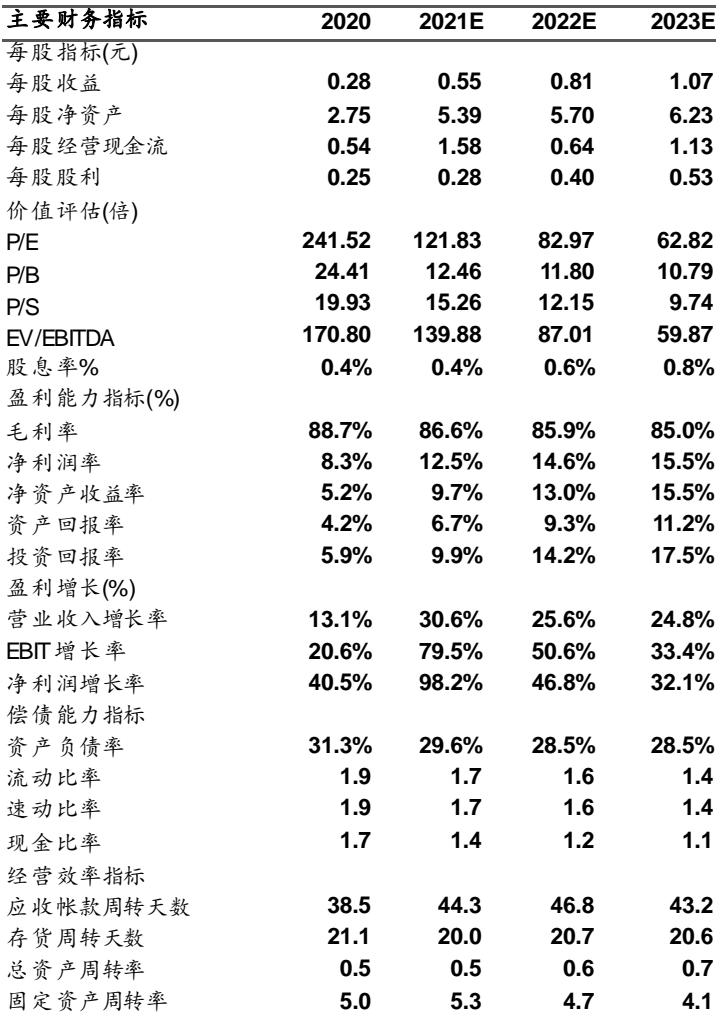 主要财务指标 2020 2021E 2022E 2023E
每股指标(元)
每股收益 0.28 0.55 0.81 1.07
每股净资产 2.75 5.39 5.70 6.23
每股经营现金流 0.54 1.58 0.64 1.13
每股股利 0.25 0.28 0.40 0.53
价值评估(倍)
P/E 241.52 121.83 82.97 62.82
P/B 24.41 12.46 11.80 10.79
P/S 19.93 15.26 12.15 9.74
EV/EBITDA 170.80 139.88 87.01 59.87
股息率% 0.4% 0.4% 0.6% 0.8%
盈利能力指标(%)
毛利率 88.7% 86.6% 85.9% 85.0%
净利润率 8.3% 12.5% 14.6% 15.5%
净资产收益率 5.2% 9.7% 13.0% 15.5%
资产回报率 4.2% 6.7% 9.3% 11.2%
投资回报率 5.9% 9.9% 14.2% 17.5%
盈利增长(%)
营业收入增长率 13.1% 30.6% 25.6% 24.8%
EBIT增长率 20.6% 79.5% 50.6% 33.4%
净利润增长率 40.5% 98.2% 46.8% 32.1%
偿债能力指标
资产负债率 31.3% 29.6% 28.5% 28.5%
流动比率 1.9 1.7 1.6 1.4
速动比率 1.9 1.7 1.6 1.4
现金比率 1.7 1.4 1.2 1.1
经营效率指标
应收帐款周转天数 38.5 44.3 46.8 43.2
存货周转天数 21.1 20.0 20.7 20.6
总资产周转率 0.5 0.5 0.6 0.7
固定资产周转率 5.0 5.3 4.7 4.1